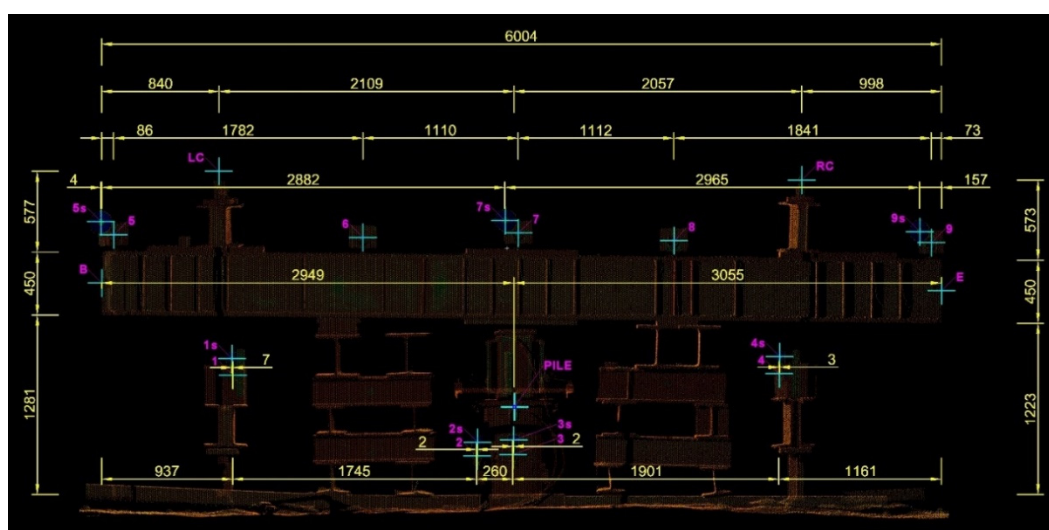 6004
840 2109 2057 998
86 1782 1110 1112 1841 73
LC RC
4 2882 2965 157
577 573
5s 5 6 7s 7 8 9s 9
B 2949 3055 E
450 450
1s 4s
1 7 4 3
PILE
1281 1223
2s 3s
2 2 3 2
937 1745 260 1901 1161